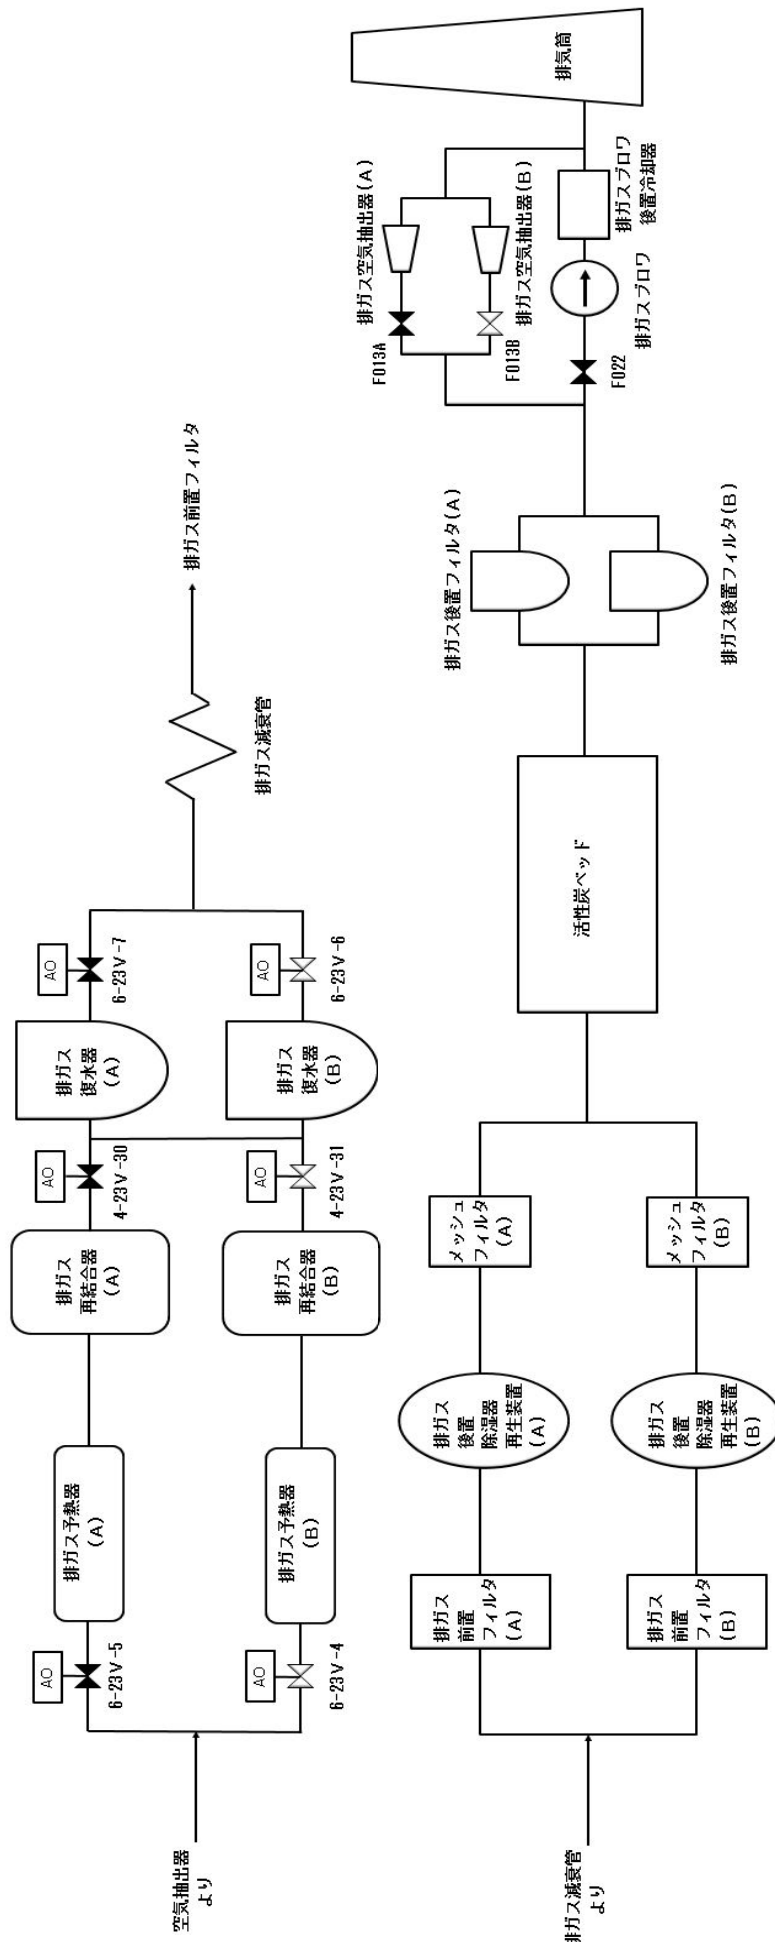 空気抽出器
より
AO
6-23V-5
排ガス予熱器
(A)
排ガス
再結合器
(A)
AO
4-23V-30
排ガス
復水器
(A)
AO
6-23V-7
AO
6-23V-4
排ガス予熱器
(B)
排ガス
再結合器
(B)
AO
4-23V-31
排ガス
復水器
(B)
AO
6-23V-6
排ガス減衰管
排ガス前置フィルタ
排ガス減衰管
より
排ガス
前置
フィルタ
(A)
排ガス
後置
除湿器
再生装置
(A)
メッシュ
フィルタ
(A)
排ガス
前置
フィルタ
(B)
排ガス
後置
除湿器
再生装置
(B)
メッシュ
フィルタ
(B)
活性炭ベッド
排ガス後置フィルタ(A)
排ガス後置フィルタ(B)
F013A
排ガス空気抽出器(A)
F013B
排ガス空気抽出器(B)
F022
排ガスブロワ
排ガスブロワ
後置冷却器
排気筒